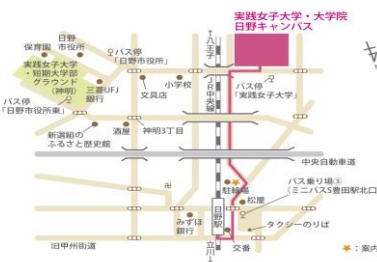 実践女子大学・大学院
日野キャンパス
日野
市役所
保育園
バス停
「日野市役所」
八王子
実践女子大学
・短期大学部
グラウンド
(神明)
三菱UFJ
銀行
文具店
小学校
JR中央線
バス停
「実践女子大学」
バス停
「日野市役所東」
酒屋
神明3丁目
新選組の
ふるさと歴史館
中央自動車道
卍
駐輪場
バス乗り場⑤
(ミニバスS豊田駅北口
松屋
みずほ
銀行
日野駅
タクシーのりば
旧甲州街道
立川
交番
★：案内